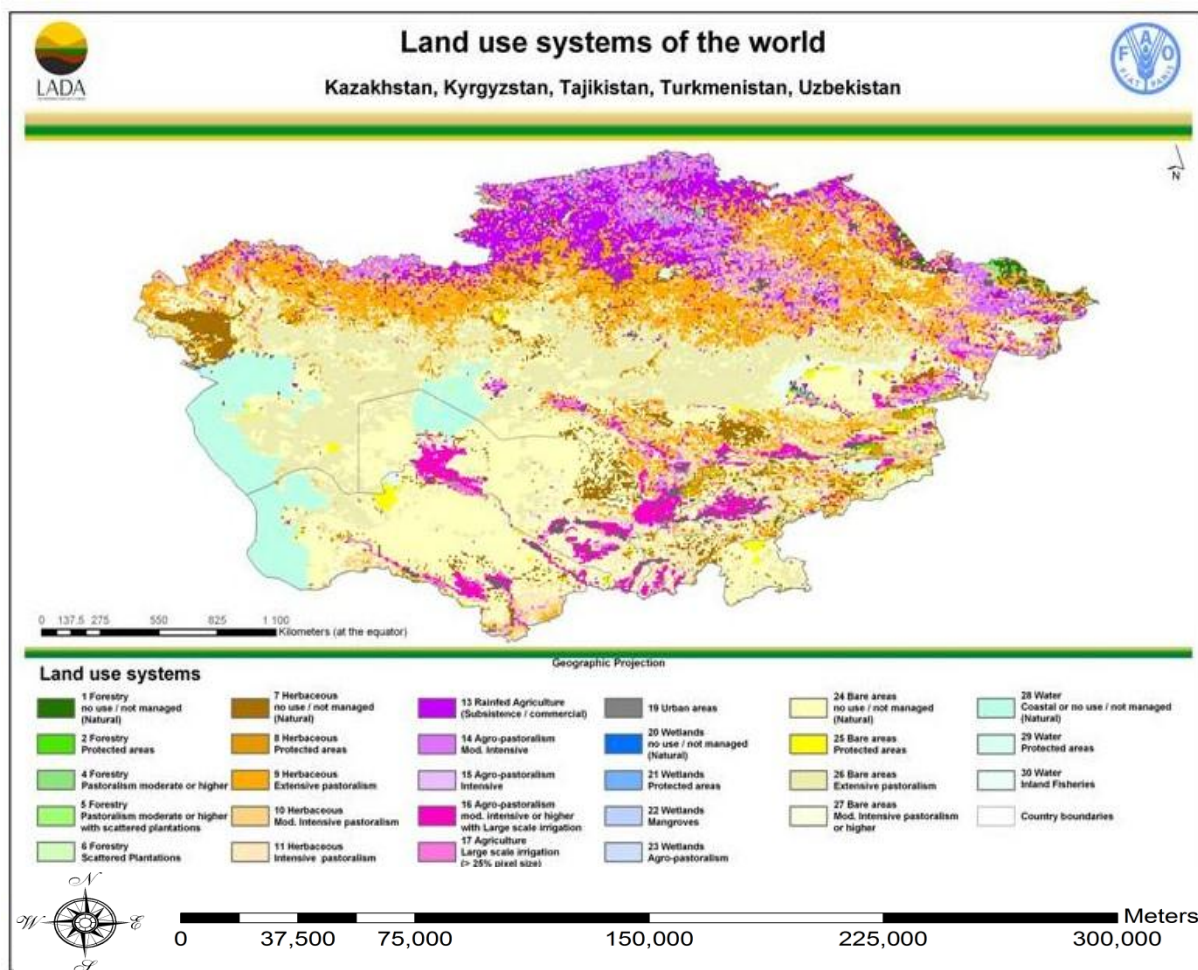 Land use systems of the world
Kazakhstan, Kyrgyzstan, Tajikistan, Turkmenistan, Uzbekistan
LADA
F A O
FIAT PANIS
N
0 137.5 275 550 825 1 100
Kilometers (at the equator)
Geographic Projection
Land use systems
1 Forestry
no use / not managed
(Natural)
2 Forestry
Protected areas
4 Forestry
Pastoralism moderate or higher
5 Forestry
Pastoralism moderate or higher
with scattered plantations
6 Forestry
Scattered Plantations
7 Herbaceous
no use / not managed
(Natural)
8 Herbaceous
Protected areas
9 Herbaceous
Extensive pastoralism
10 Herbaceous
Mod. Intensive pastoralism
11 Herbaceous
Intensive pastoralism
13 Rainfed Agriculture
(Subsistence / commercial)
14 Agro-pastoralism
Mod. Intensive
15 Agro-pastoralism
Intensive
16 Agro-pastoralism
mod. intensive or higher
with Large scale irrigation
17 Agriculture
Large scale irrigation
(> 25% pixel size)
19 Urban areas
20 Wetlands
no use / not managed
(Natural)
21 Wetlands
Protected areas
22 Wetlands
Mangroves
23 Wetlands
Agro-pastoralism
24 Bare areas
no use / not managed
(Natural)
25 Bare areas
Protected areas
26 Bare areas
Extensive pastoralism
27 Bare areas
Mod. Intensive pastoralism
or higher
28 Water
Coastal or no use / not managed
(Natural)
29 Water
Protected areas
30 Water
Inland Fisheries
Country boundaries
N
W E
S
Meters
0 37,500 75,000 150,000 225,000 300,000